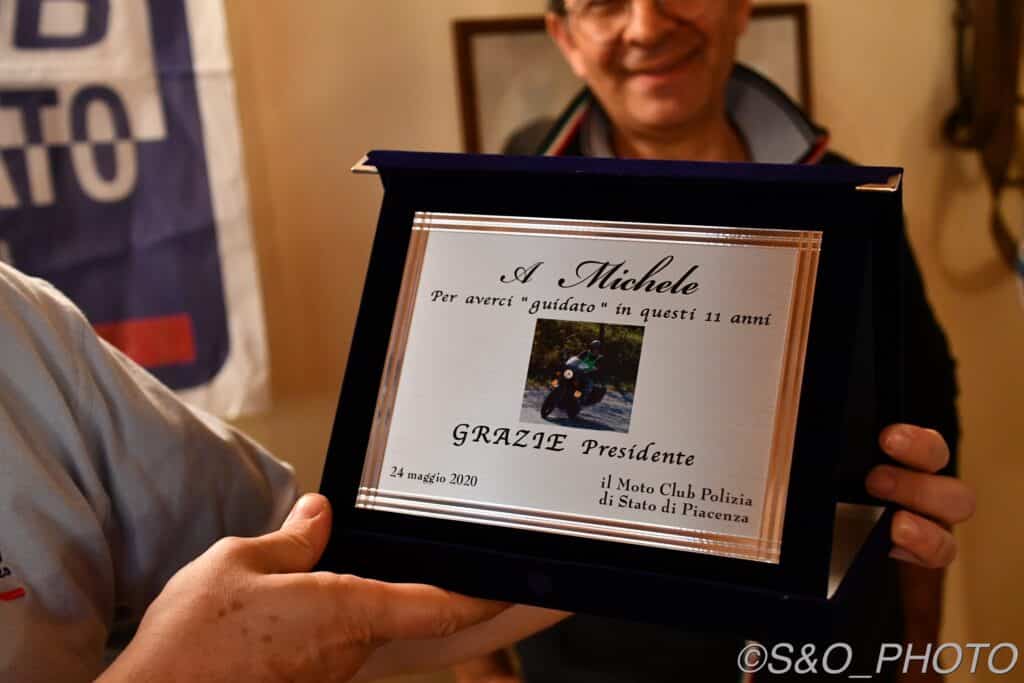 B
ATO
A Michele
Per averci "guidato" in questi 11 anni
GRAZIE Presidente
24 maggio 2020
il Moto Club Polizia
di Stato di Piacenza
©S&O_PHOTO